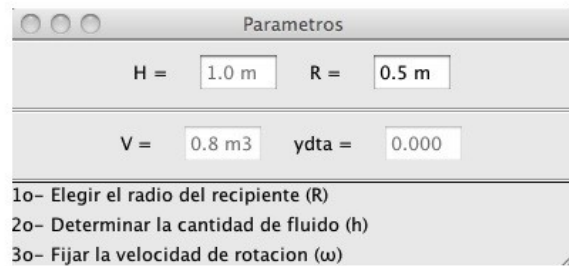 Parametros
H = 1.0 m R = 0.5 m
V = 0.8 m3 ydta = 0.000
1o- Elegir el radio del recipiente (R)
2o- Determinar la cantidad de fluido (h)
3o- Fijar la velocidad de rotacion (ω)